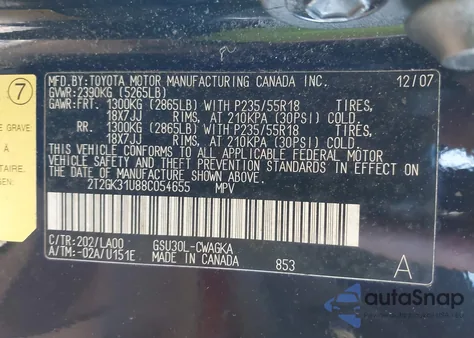 MFD.BY:TOYOTA MOTOR MANUFACTURING CANADA INC. 12/07
GVWR:2390KG (5265LB)
GAWR:FRT. 1300KG (2865LB) WITH P235/55R18 TIRES,
18X7JJ RIMS, AT 210KPA (30PSI) COLD.
RR. 1300KG (2865LB) WITH P235/55R18 TIRES,
18X7JJ RIMS, AT 210KPA (30PSI) COLD.
THIS VEHICLE CONFORMS TO ALL APPLICABLE FEDERAL MOTOR
VEHICLE SAFETY AND THEFT PREVENTION STANDARDS IN EFFECT ON
THE DATE OF MANUFACTURE SHOWN ABOVE.
2T2GK31U88C054655 MPV
C/TR:202/LA00 GSU30L-CWAGKA
A/TM:-02A/U151E MADE IN CANADA 853 A
7
E GRAVE
À
TAIRE.
E
autoSnap